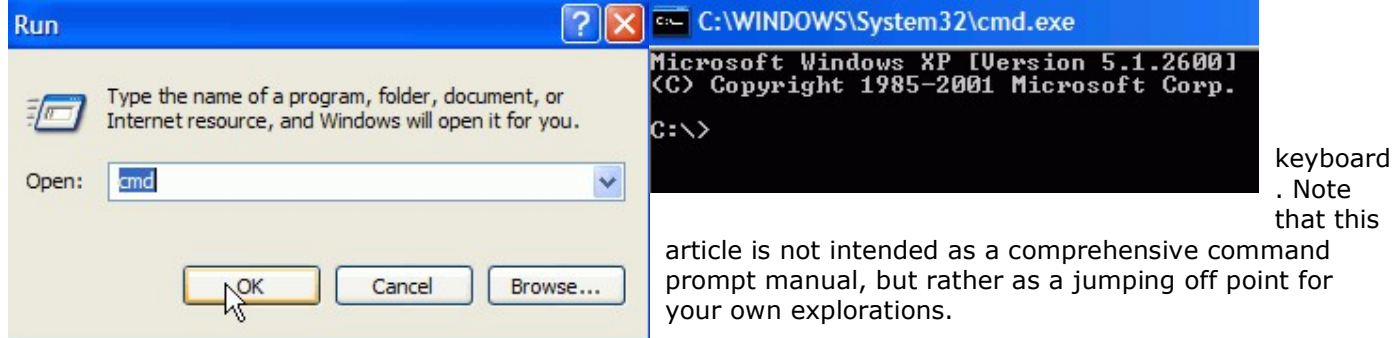 Run
Type the name of a program, folder, document, or
Internet resource, and Windows will open it for you.
Open: cmd
OK Cancel Browse...
C:\WINDOWS\System32\cmd.exe
Microsoft Windows XP [Version 5.1.2600]
(C) Copyright 1985-2001 Microsoft Corp.
C:\>
keyboard
. Note
that this
article is not intended as a comprehensive command
prompt manual, but rather as a jumping off point for
your own explorations.